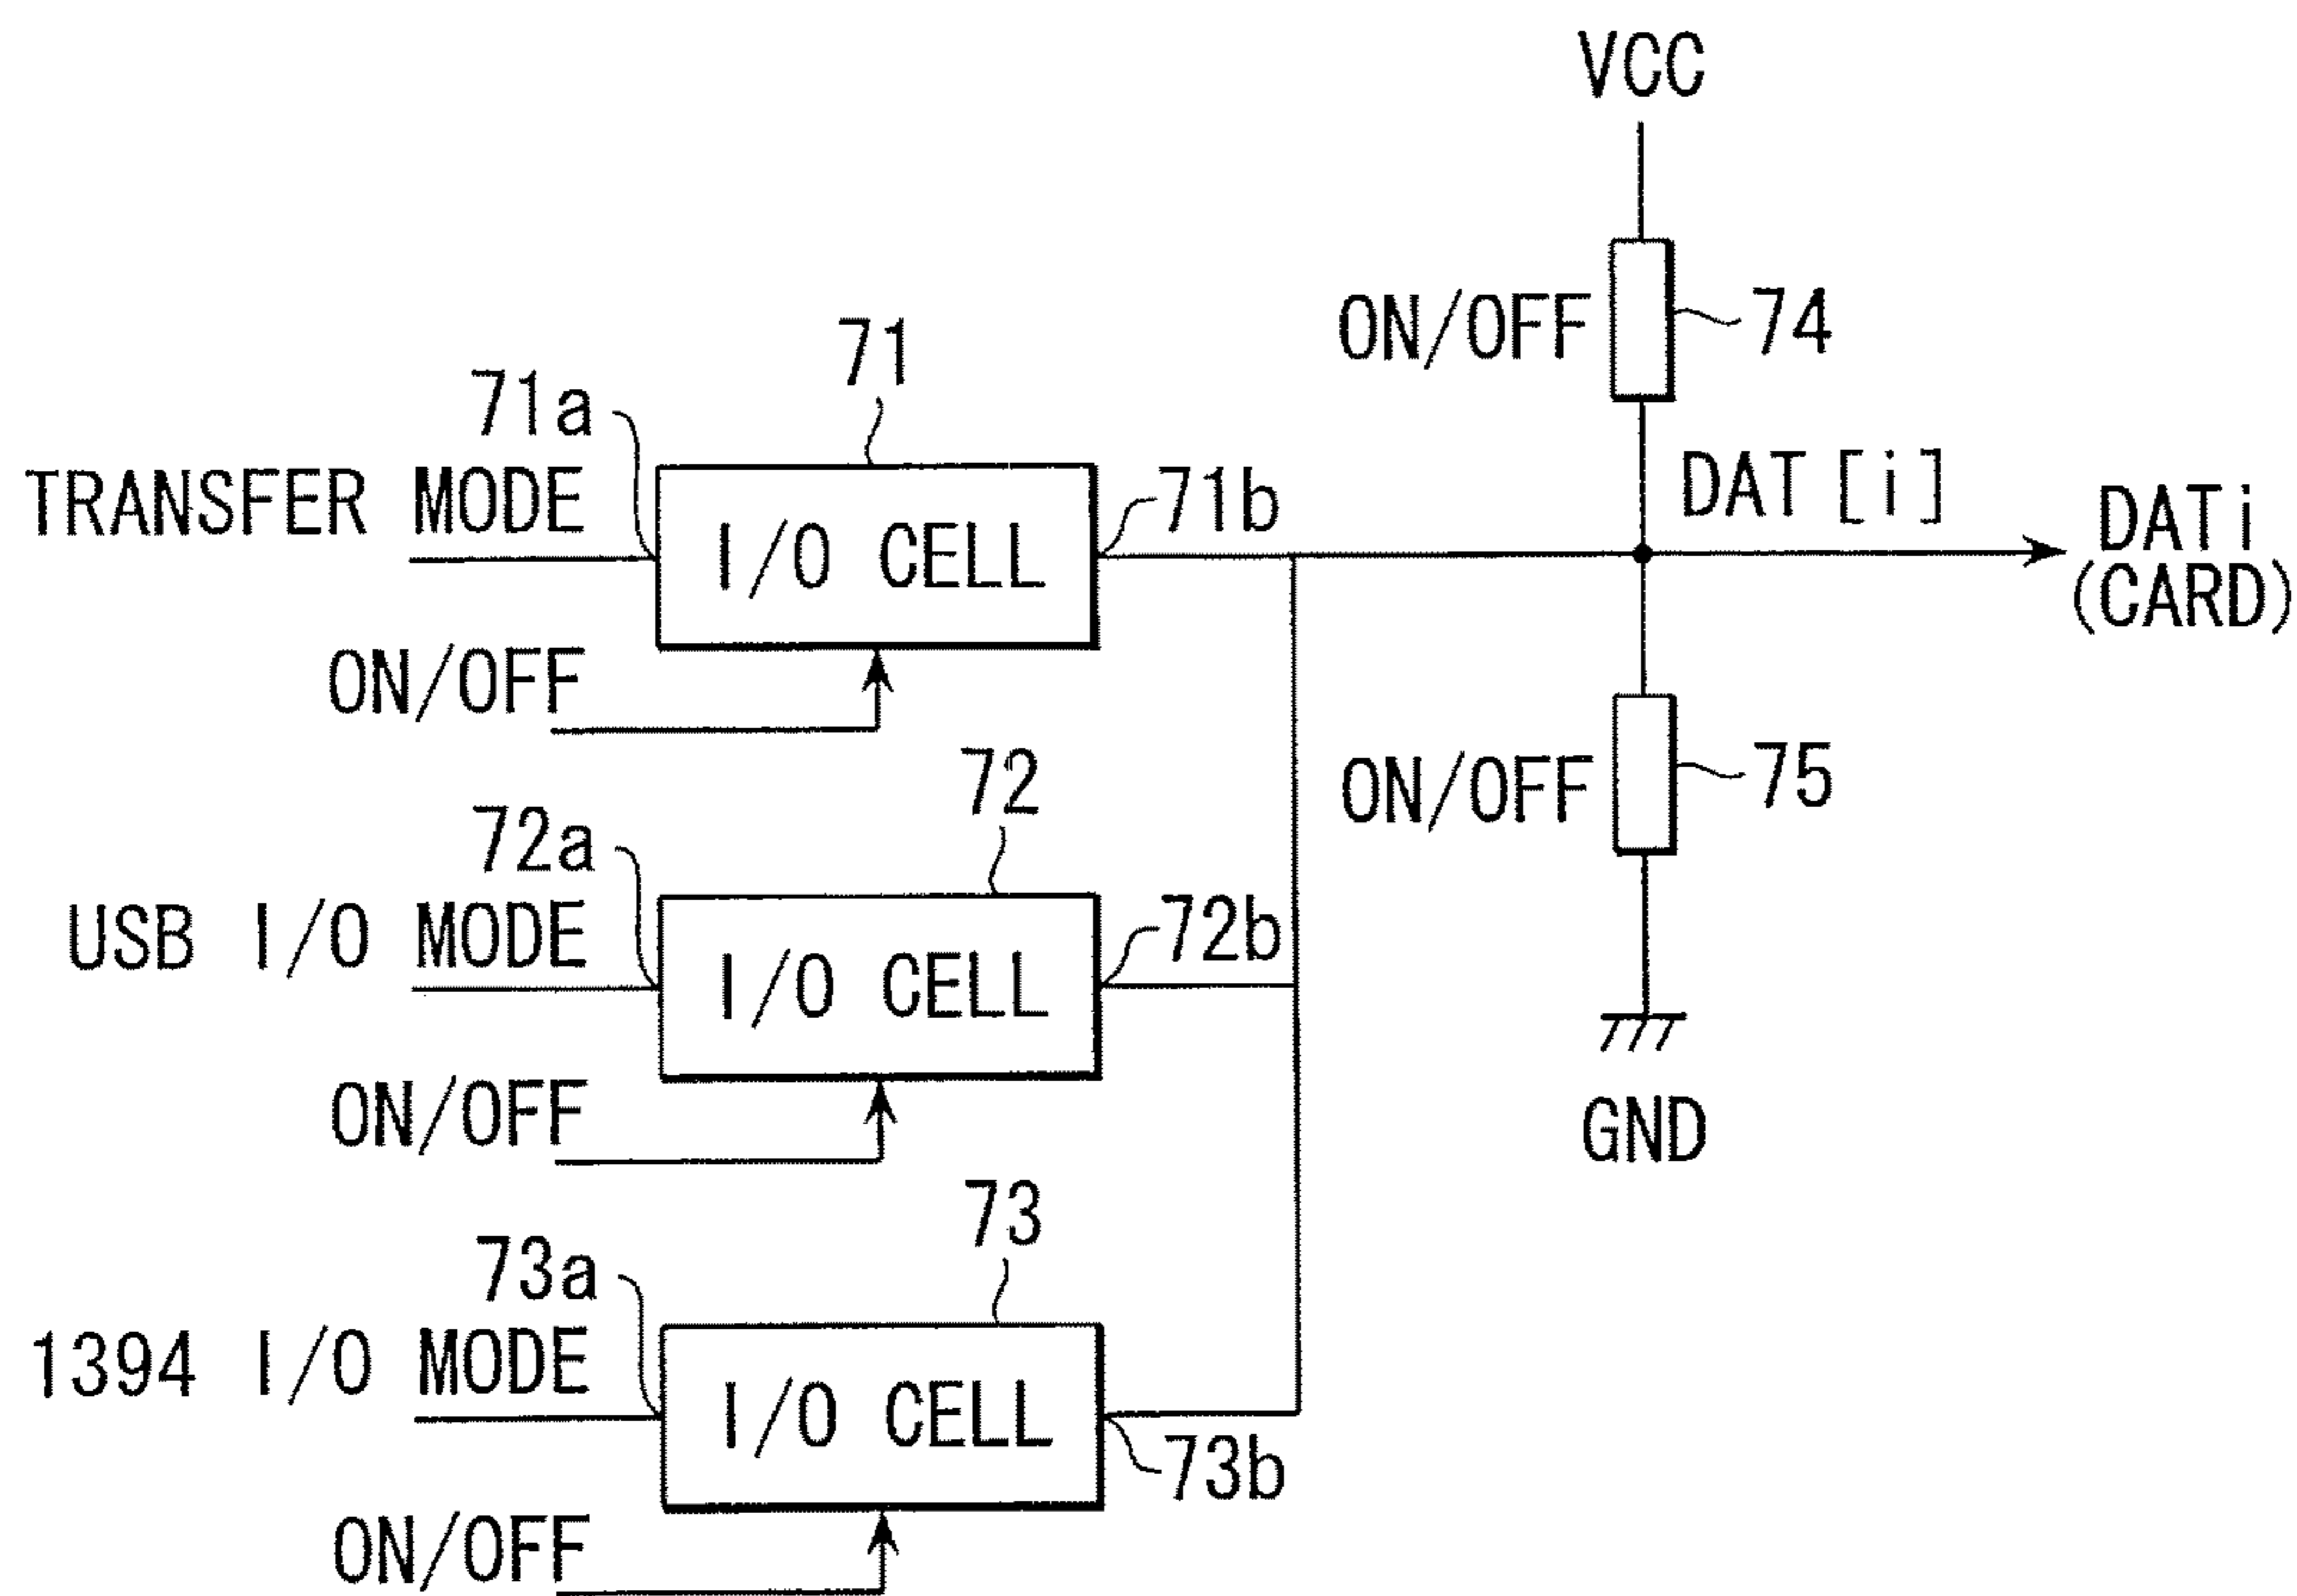 VCC
ON/OFF
74
71
71a
TRANSFER MODE
I/O CELL
71b
DAT [i]
DATi
(CARD)
ON/OFF
72
72a
ON/OFF
75
USB I/O MODE
I/O CELL
72b
ON/OFF
GND
73
73a
1394 I/O MODE
I/O CELL
73b
ON/OFF